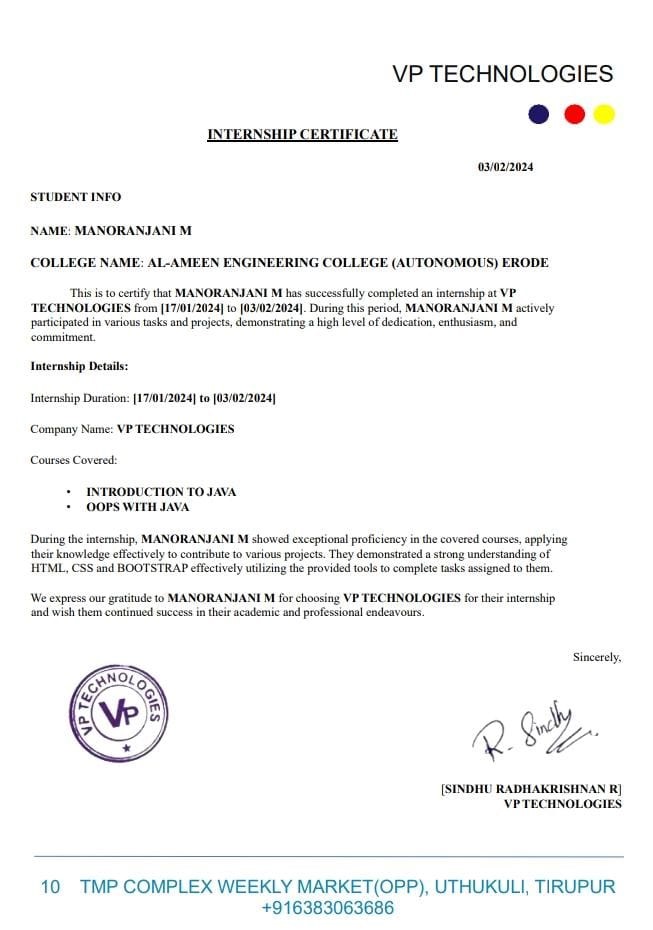 VP TECHNOLOGIES
INTERNSHIP CERTIFICATE
03/02/2024
STUDENT INFO
NAME: MANORANJANI M
COLLEGE NAME: AL-AMEEN ENGINEERING COLLEGE (AUTONOMOUS) ERODE
This is to certify that MANORANJANI M has successfully completed an internship at VP
TECHNOLOGIES from [17/01/2024] to [03/02/2024]. During this period, MANORANJANI M actively
participated in various tasks and projects, demonstrating a high level of dedication, enthusiasm, and
commitment.
Internship Details:
Internship Duration: [17/01/2024] to [03/02/2024]
Company Name: VP TECHNOLOGIES
Courses Covered:
• INTRODUCTION TO JAVA
• OOPS WITH JAVA
During the internship, MANORANJANI M showed exceptional proficiency in the covered courses, applying
their knowledge effectively to contribute to various projects. They demonstrated a strong understanding of
HTML, CSS and BOOTSTRAP effectively utilizing the provided tools to complete tasks assigned to them.
We express our gratitude to MANORANJANI M for choosing VP TECHNOLOGIES for their internship
and wish them continued success in their academic and professional endeavours.
Sincerely,
VP TECHNOLOGIES
VP
R. Sindhu
[SINDHU RADHAKRISHNAN R]
VP TECHNOLOGIES
10 TMP COMPLEX WEEKLY MARKET(OPP), UTHUKULI, TIRUPUR
+916383063686